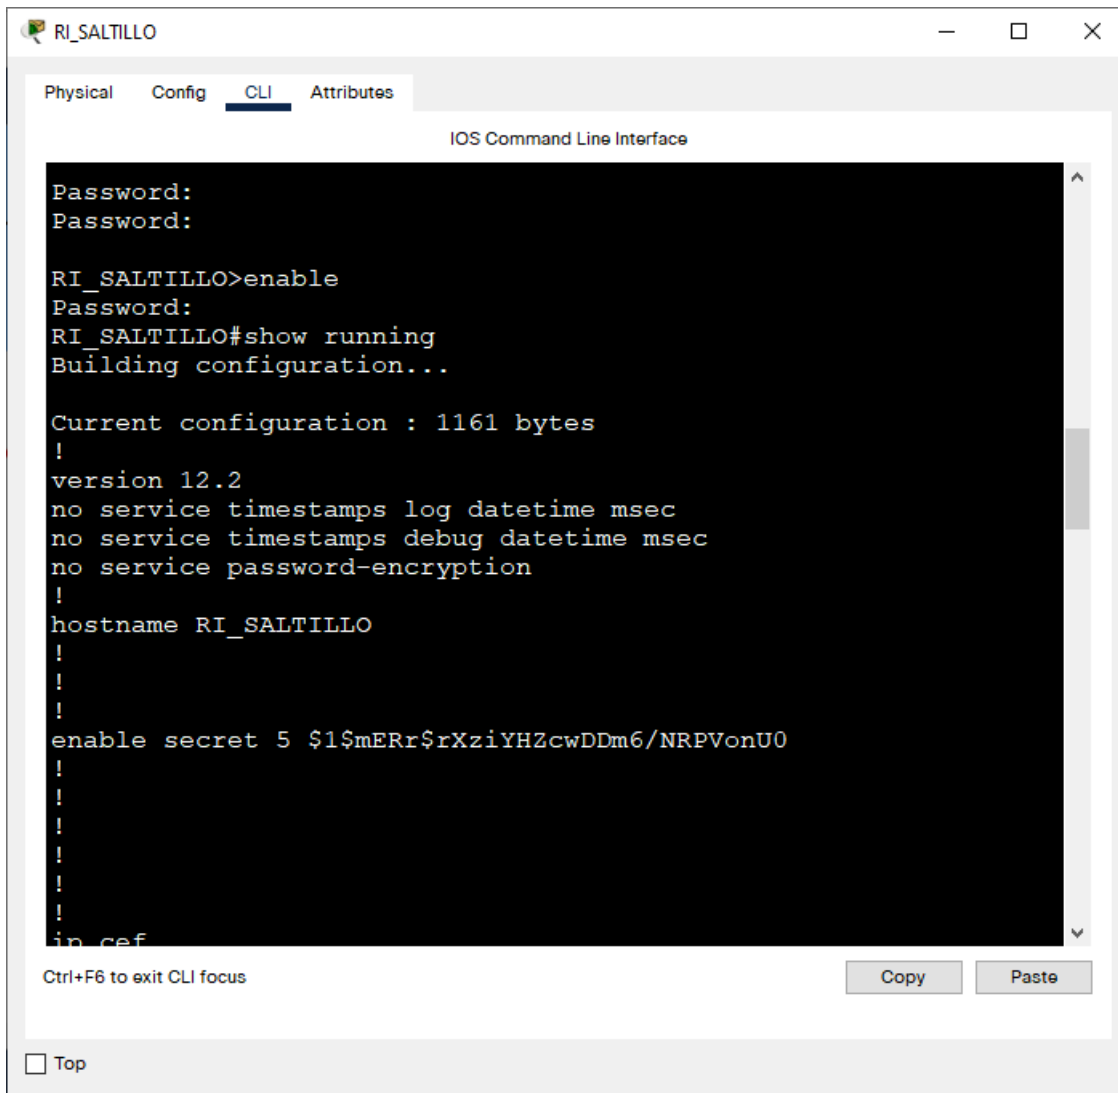 RI_SALTILLO
Physical Config CLI Attributes
IOS Command Line Interface
Password:
Password:
RI_SALTILLO>enable
Password:
RI_SALTILLO#show running
Building configuration...
Current configuration : 1161 bytes
!
version 12.2
no service timestamps log datetime msec
no service timestamps debug datetime msec
no service password-encryption
!
hostname RI_SALTILLO
!
!
!
enable secret 5 $1$mERr$rXziYHZcwDDm6/NRPVonU0
!
!
!
!
!
!
ip cef
Ctrl+F6 to exit CLI focus
Copy Paste
Top